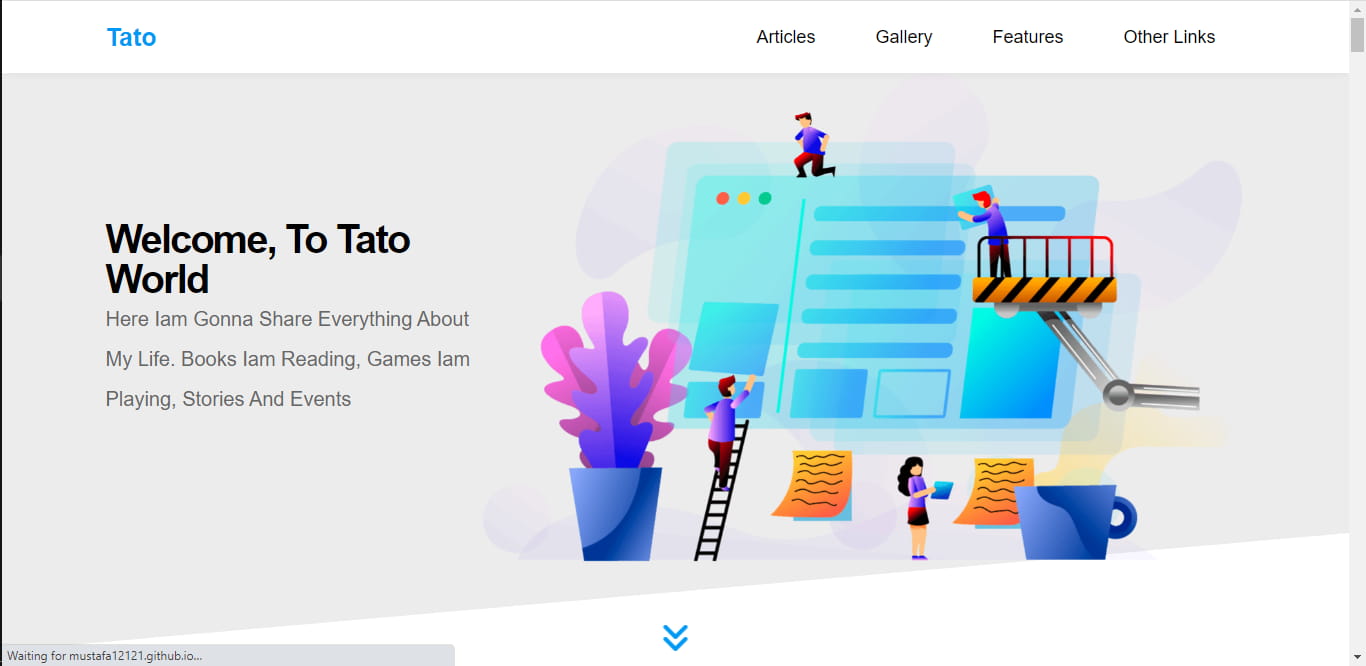 Tato
Articles
Gallery
Features
Other Links
Welcome, To Tato
World
Here Iam Gonna Share Everything About
My Life. Books Iam Reading, Games Iam
Playing, Stories And Events
Waiting for mustafa12121.github.io...